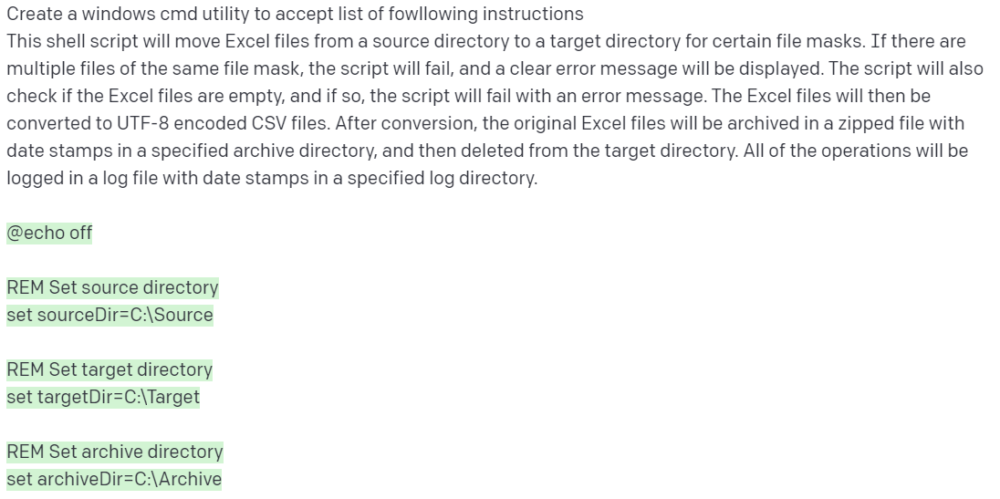 Create a windows cmd utility to accept list of fowllowing instructions
This shell script will move Excel files from a source directory to a target directory for certain file masks. If there are
multiple files of the same file mask, the script will fail, and a clear error message will be displayed. The script will also
check if the Excel files are empty, and if so, the script will fail with an error message. The Excel files will then be
converted to UTF-8 encoded CSV files. After conversion, the original Excel files will be archived in a zipped file with
date stamps in a specified archive directory, and then deleted from the target directory. All of the operations will be
logged in a log file with date stamps in a specified log directory.
@echo off
REM Set source directory
set sourceDir=C:\Source
REM Set target directory
set targetDir=C:\Target
REM Set archive directory
set archiveDir=C:\Archive